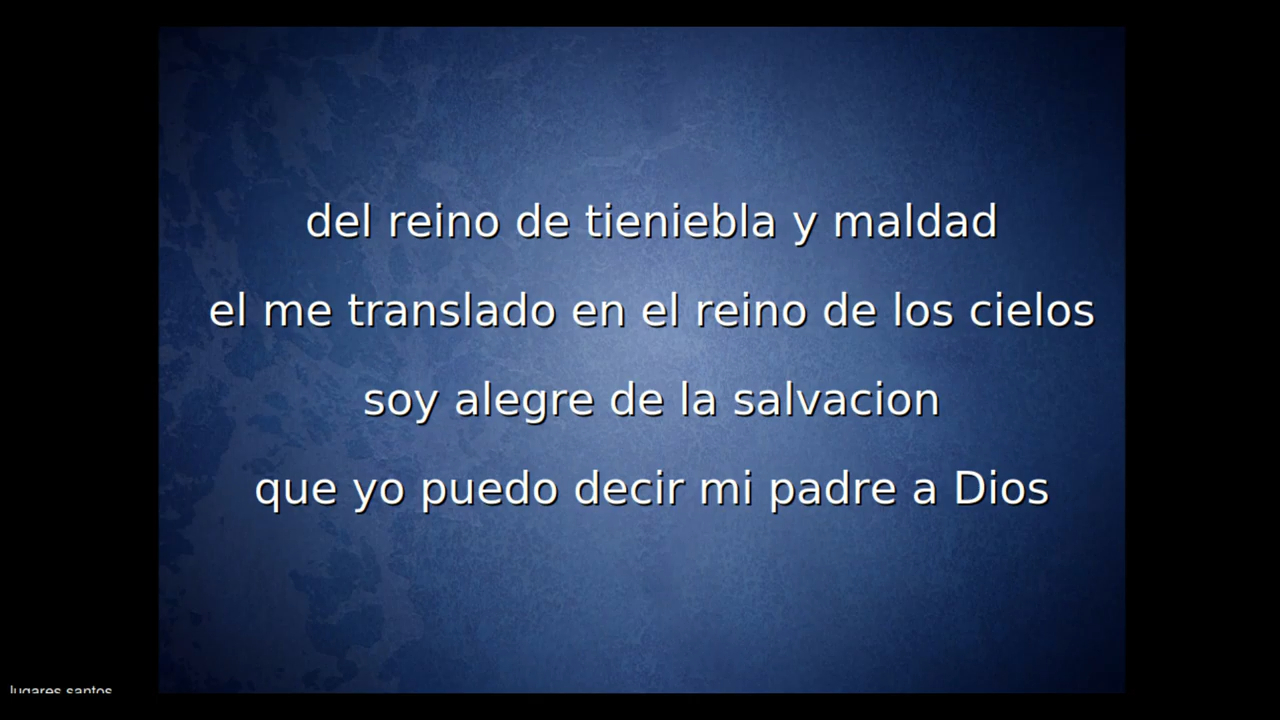 del reino de tieniebla y maldad
el me translado en el reino de los cielos
soy alegre de la salvacion
que yo puedo decir mi padre a Dios
lugares santos